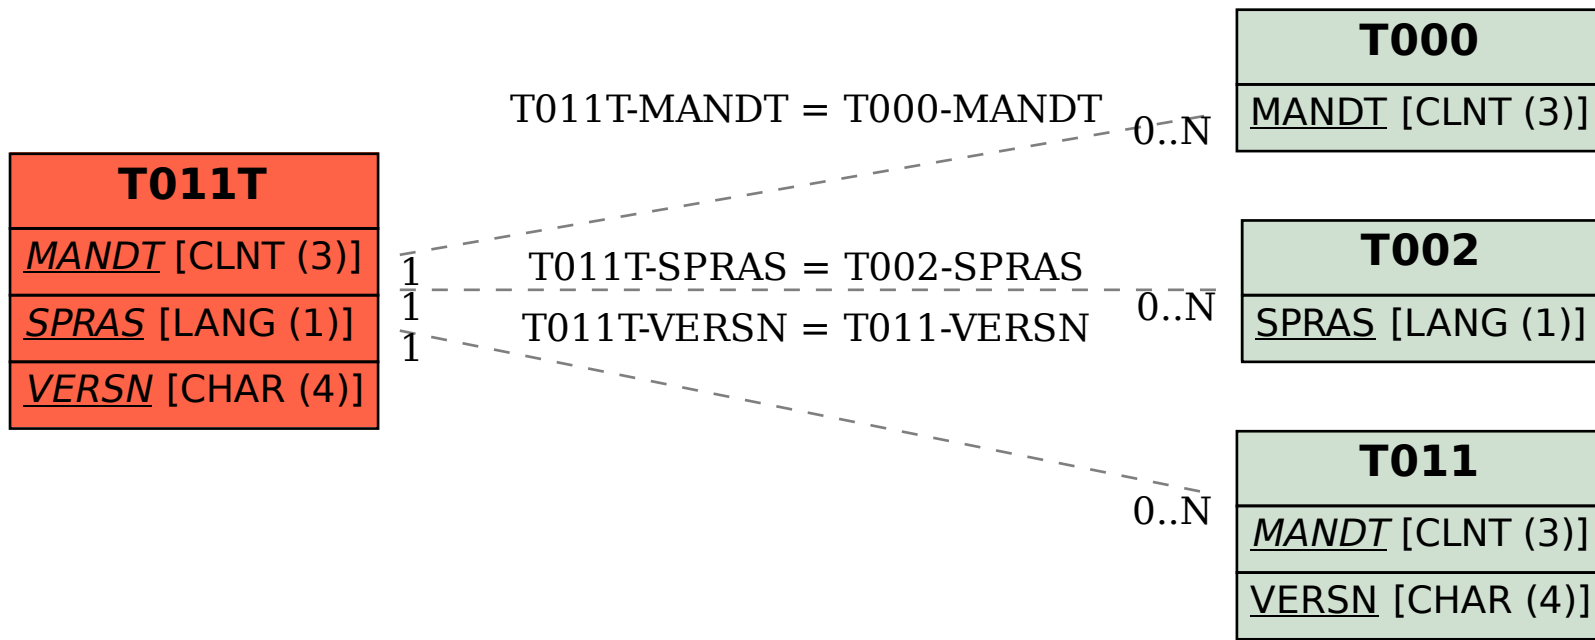 T011T
MANDT [CLNT (3)]
SPRAS [LANG (1)]
VERSN [CHAR (4)]
T011T-MANDT = T000-MANDT
0..N
1
T011T-SPRAS = T002-SPRAS
0..N
1
T011T-VERSN = T011-VERSN
0..N
1
T000
MANDT [CLNT (3)]
T002
SPRAS [LANG (1)]
T011
MANDT [CLNT (3)]
VERSN [CHAR (4)]